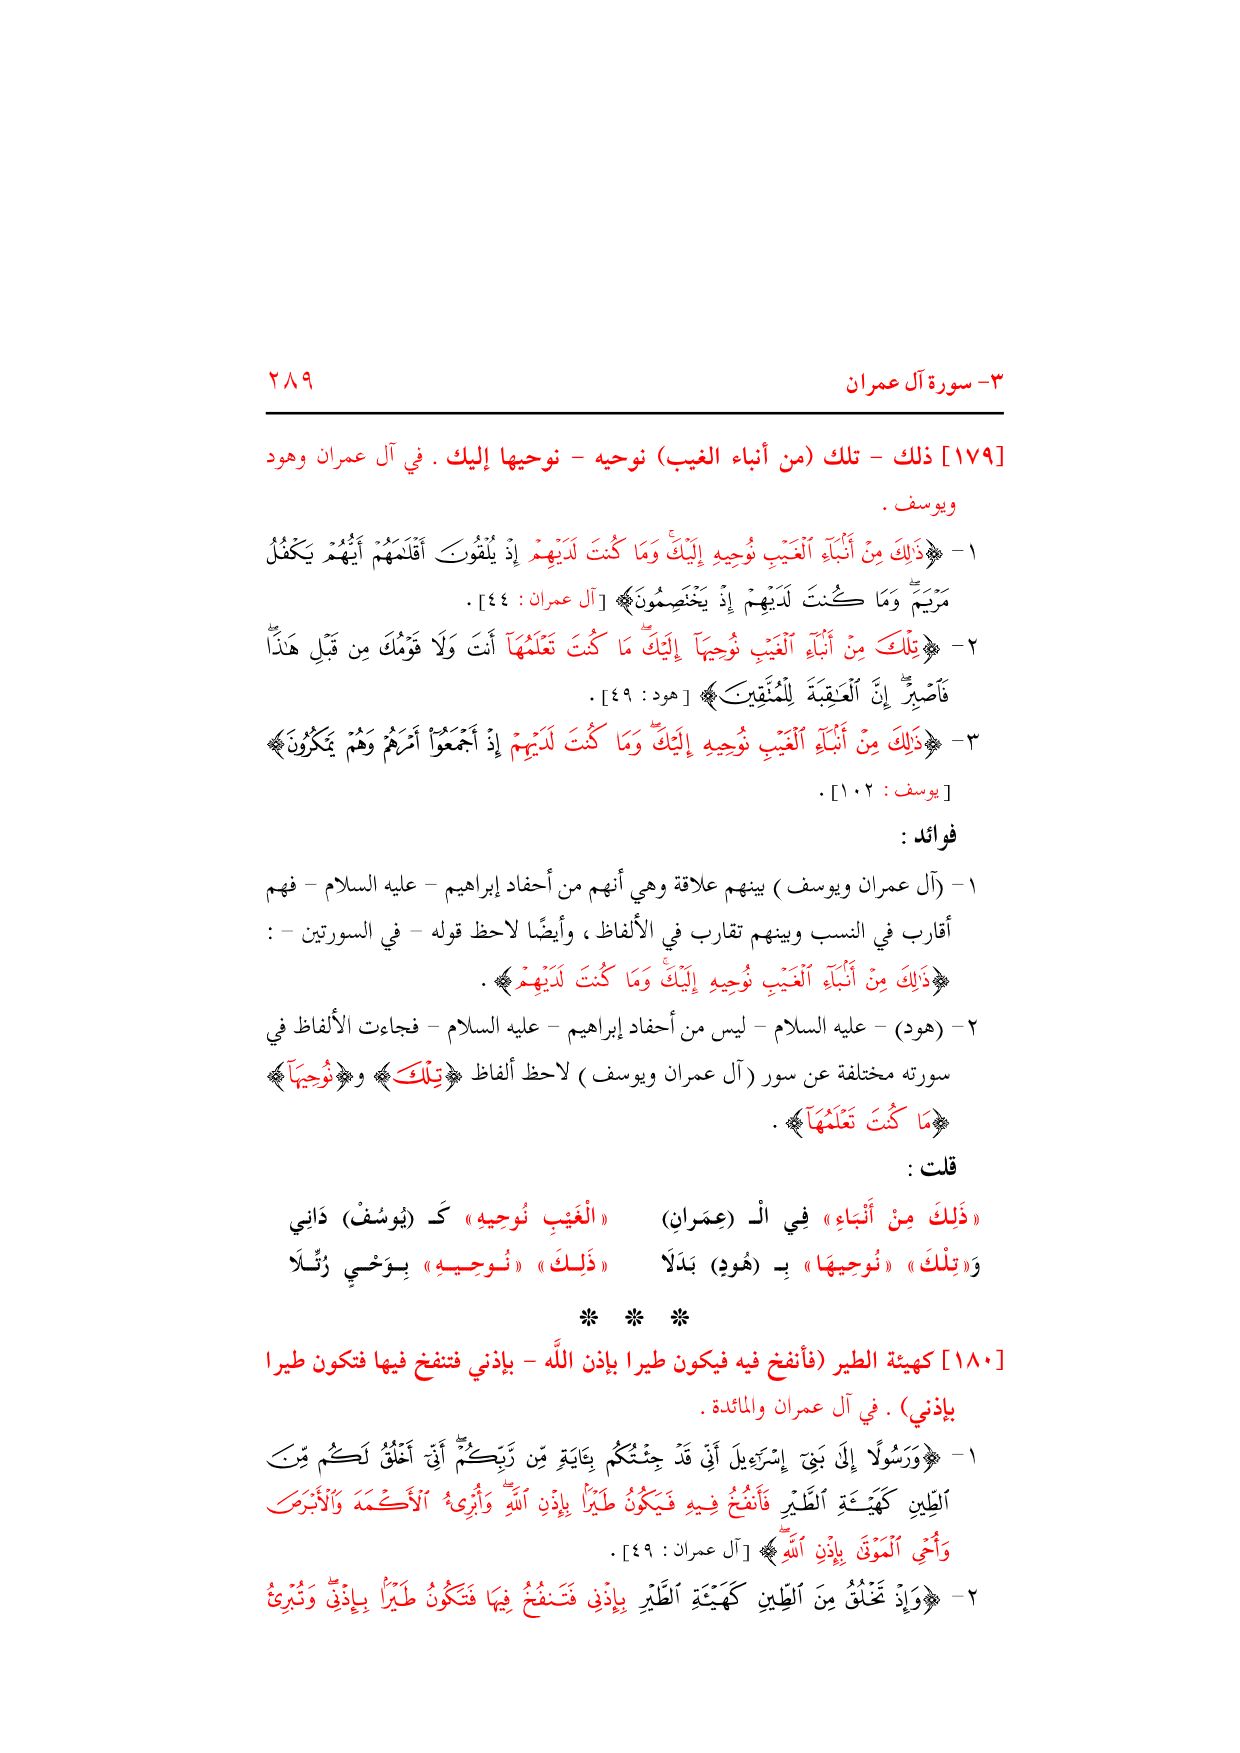 ٣- سورة آل عمران ٢٨٩
[١٧٩] ذلك - تلك (من أنباء الغيب) نوحيه - نوحيها إليك . في آل عمران وهود
ويوسف .
١- ﴿ذَٰلِكَ مِنْ أَنۢبَآءِ ٱلْغَيْبِ نُوحِيهِ إِلَيْكَ ۚ وَمَا كُنتَ لَدَيْهِمْ إِذْ يُلْقُونَ أَقْلَٰمَهُمْ أَيُّهُمْ يَكْفُلُ
مَرْيَمَ ۖ وَمَا كُنتَ لَدَيْهِمْ إِذْ يَخْتَصِمُونَ﴾ [آل عمران : ٤٤] .
٢- ﴿تِلْكَ مِنْ أَنۢبَآءِ ٱلْغَيْبِ نُوحِيهَآ إِلَيْكَ ۖ مَا كُنتَ تَعْلَمُهَآ أَنتَ وَلَا قَوْمُكَ مِن قَبْلِ هَٰذَا ۖ
فَٱصْبِرْ ۖ إِنَّ ٱلْعَٰقِبَةَ لِلْمُتَّقِينَ﴾ [هود : ٤٩] .
٣- ﴿ذَٰلِكَ مِنْ أَنۢبَآءِ ٱلْغَيْبِ نُوحِيهِ إِلَيْكَ ۖ وَمَا كُنتَ لَدَيْهِمْ إِذْ أَجْمَعُوٓا۟ أَمْرَهُمْ وَهُمْ يَمْكُرُونَ﴾
[يوسف : ١٠٢] .
فوائد :
١- (آل عمران ويوسف) بينهم علاقة وهي أنهم من أحفاد إبراهيم - عليه السلام - فهم
أقارب في النسب وبينهم تقارب في الألفاظ ، وأيضًا لاحظ قوله - في السورتين - :
﴿ذَٰلِكَ مِنْ أَنۢبَآءِ ٱلْغَيْبِ نُوحِيهِ إِلَيْكَ ۚ وَمَا كُنتَ لَدَيْهِمْ﴾ .
٢- (هود) - عليه السلام - ليس من أحفاد إبراهيم - عليه السلام - فجاءت الألفاظ في
سورته مختلفة عن سور (آل عمران ويوسف) لاحظ ألفاظ ﴿تِلْكَ﴾ و﴿نُوحِيهَآ﴾
﴿مَا كُنتَ تَعْلَمُهَآ﴾ .
قلت :
«ذَلِكَ مِنْ أَنْبَاءِ» فِي الْـ (عِمَرانِ) «الْغَيْبِ نُوحِيهِ» كَـ (يُوسُفْ) دَانِي
وَ«تِلْكَ» «نُوحِيهَا» بِـ (هُودٍ) بَدَلَا «ذَلِـكَ» «نُـوحِـيـهِ» بِـوَحْـيٍ رُتِّـلَا
❊ ❊ ❊
[١٨٠] كهيئة الطير (فأنفخ فيه فيكون طيرا بإذن اللَّه - بإذني فتنفخ فيها فتكون طيرا
بإذني) . في آل عمران والمائدة .
١- ﴿وَرَسُولًا إِلَىٰ بَنِىٓ إِسْرَٰٓءِيلَ أَنِّى قَدْ جِئْتُكُم بِـَٔايَةٍ مِّن رَّبِّكُمْ ۖ أَنِّىٓ أَخْلُقُ لَكُم مِّنَ
ٱلطِّينِ كَهَيْـَٔةِ ٱلطَّيْرِ فَأَنفُخُ فِيهِ فَيَكُونُ طَيْرًۢا بِإِذْنِ ٱللَّهِ ۖ وَأُبْرِئُ ٱلْأَكْمَهَ وَٱلْأَبْرَصَ
وَأُحْىِ ٱلْمَوْتَىٰ بِإِذْنِ ٱللَّهِ ۖ﴾ [آل عمران : ٤٩] .
٢- ﴿وَإِذْ تَخْلُقُ مِنَ ٱلطِّينِ كَهَيْـَٔةِ ٱلطَّيْرِ بِإِذْنِى فَتَنفُخُ فِيهَا فَتَكُونُ طَيْرًۢا بِإِذْنِى ۖ وَتُبْرِئُ